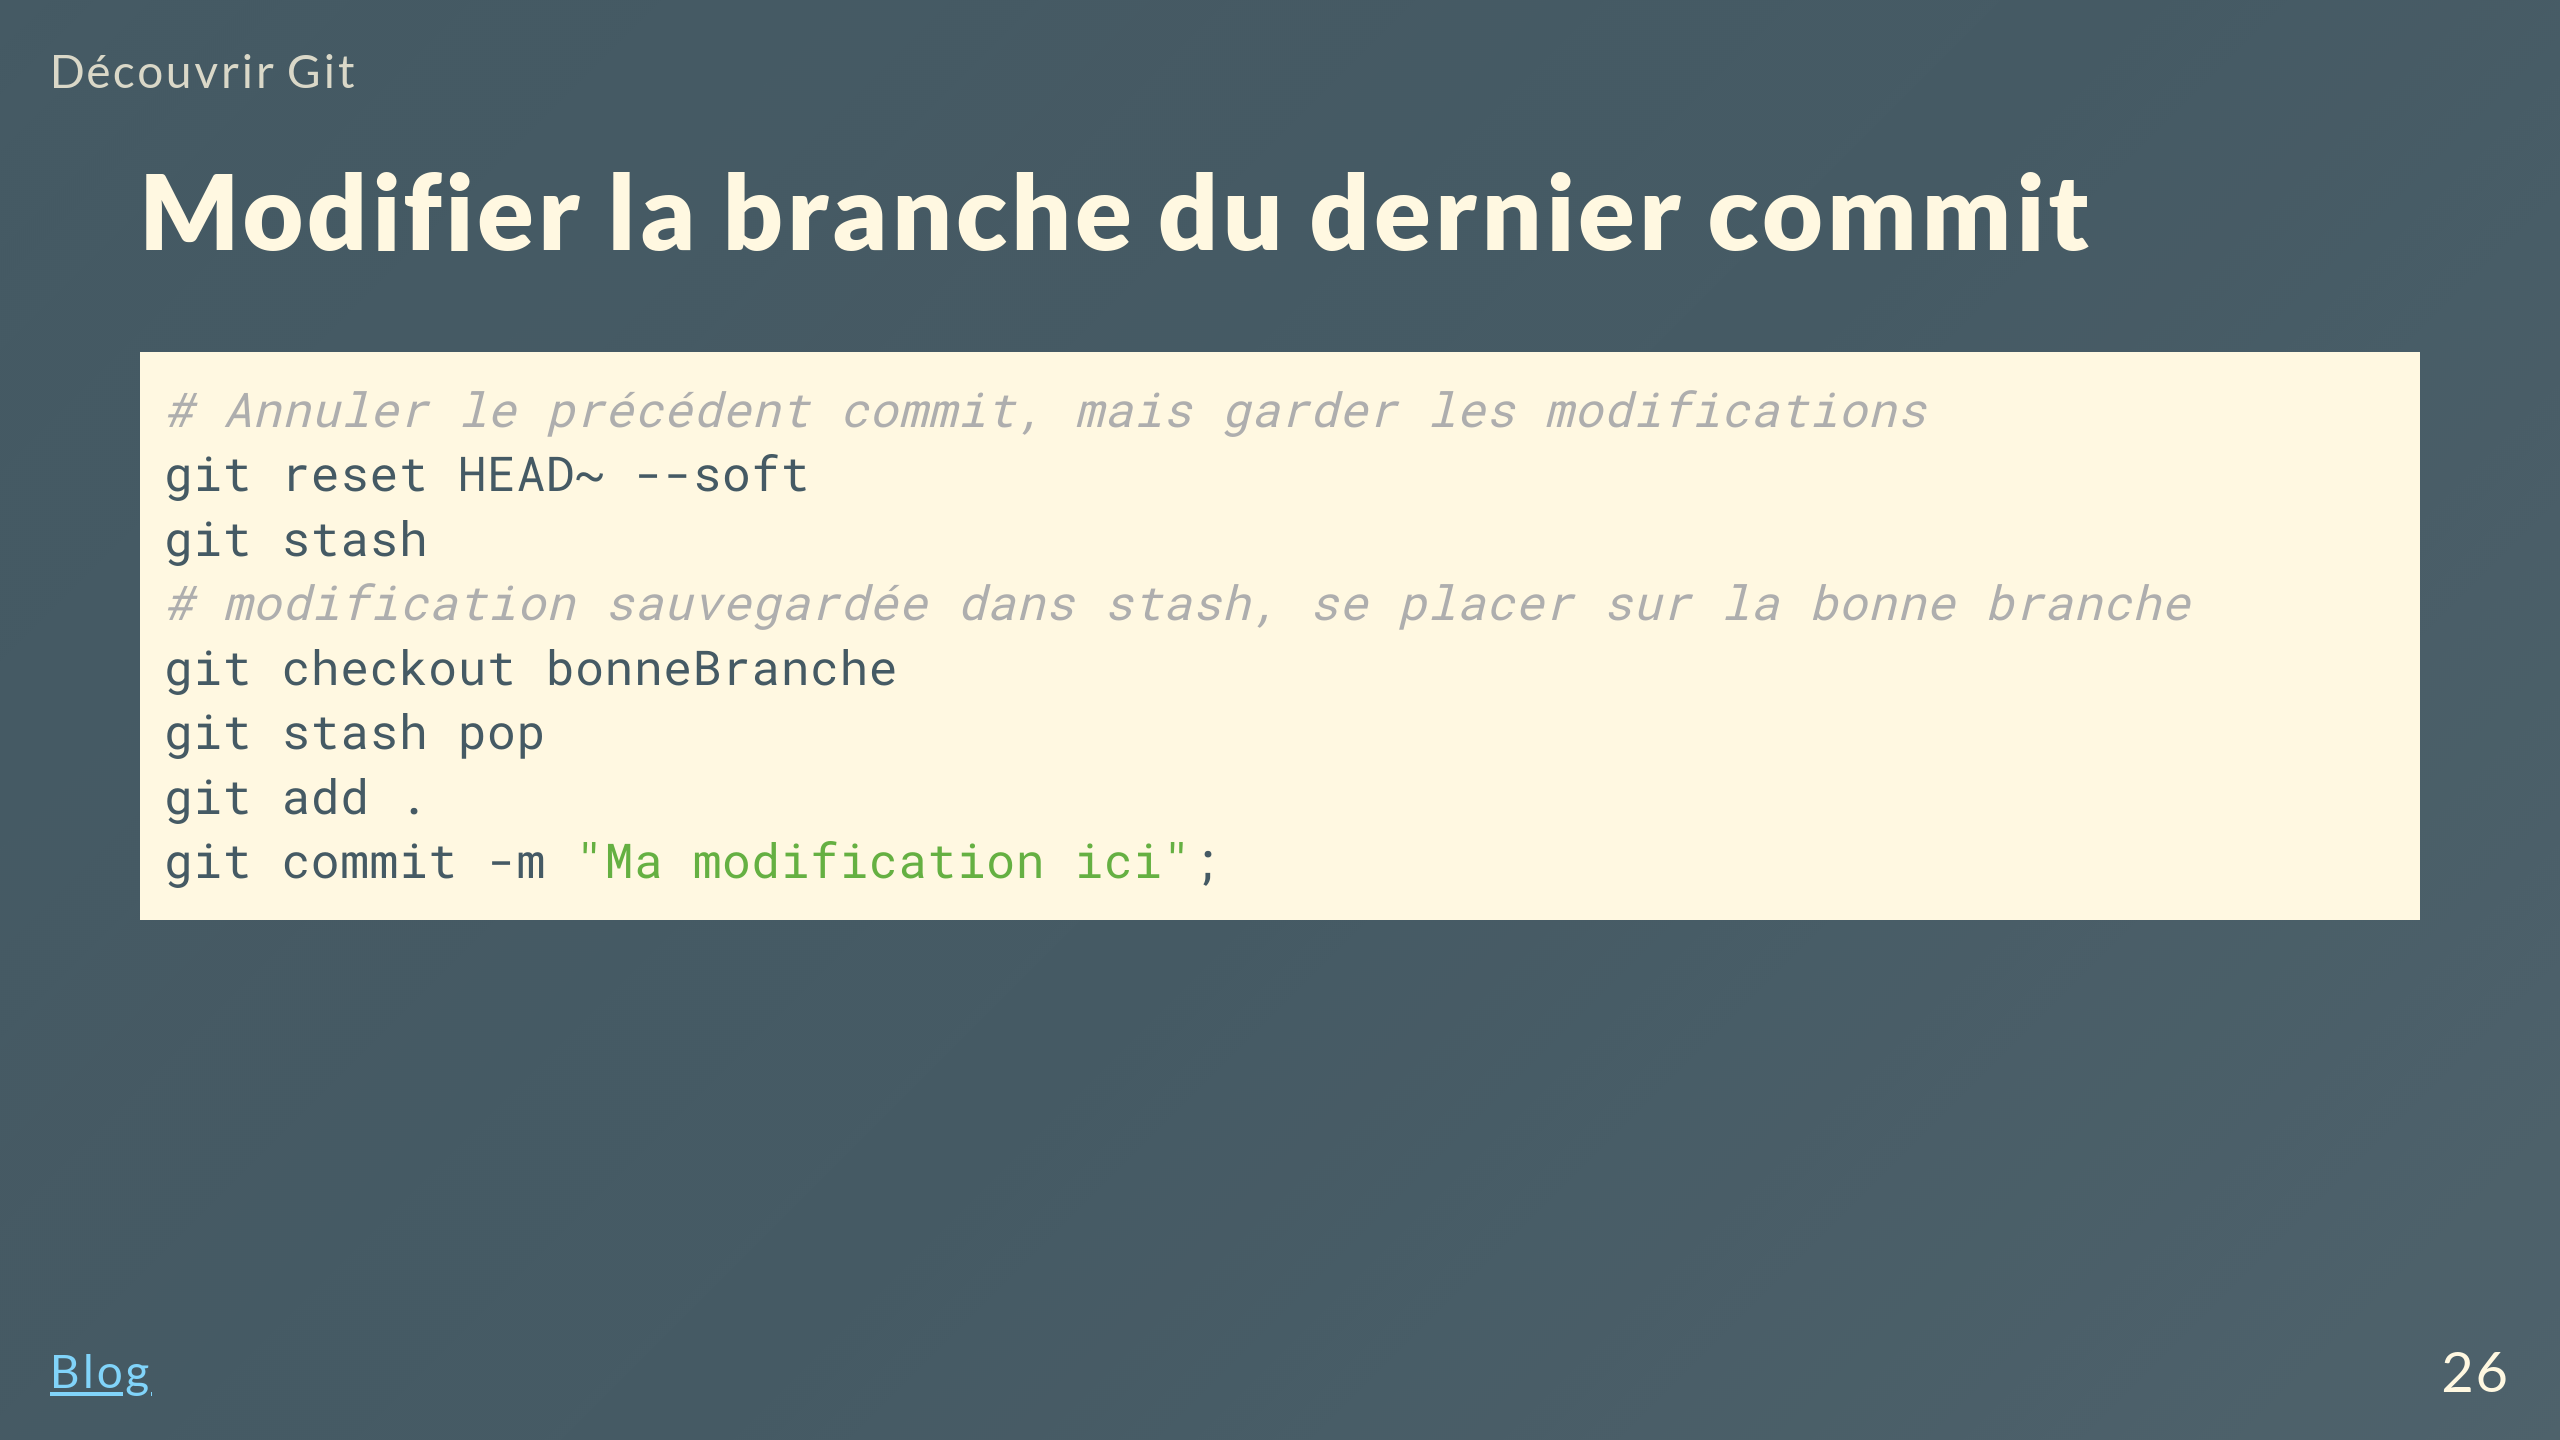 Découvrir Git
Modifier la branche du dernier commit
# Annuler le précédent commit, mais garder les modifications
git reset HEAD~ --soft
git stash
# modification sauvegardée dans stash, se placer sur la bonne branche
git checkout bonneBranche
git stash pop
git add .
git commit -m "Ma modification ici";
Blog
26